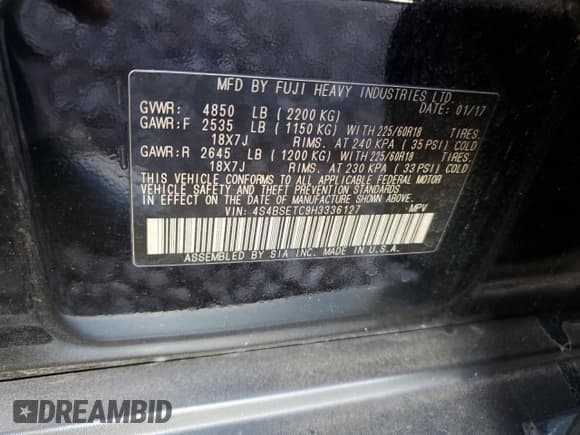 MFD BY FUJI HEAVY INDUSTRIES LTD.
GVWR: 4850 LB ( 2200 KG) DATE: 01/17
GAWR:F 2535 LB ( 1150 KG) WITH 225/60R18 TIRES.
18X7J RIMS. AT 240 KPA ( 35 PSI) COLD
GAWR:R 2645 LB ( 1200 KG) WITH 225/60R18 TIRES.
18X7J RIMS. AT 230 KPA ( 33 PSI) COLD
THIS VEHICLE CONFORMS TO ALL APPLICABLE FEDERAL MOTOR
VEHICLE SAFETY AND THEFT PREVENTION STANDARDS
IN EFFECT ON THE DATE OF MANUFACTURE SHOWN ABOVE.
VIN: 4S4BSETC9H3336127 MPV
ASSEMBLED BY SIA INC. MADE IN U.S.A.
DREAMBID